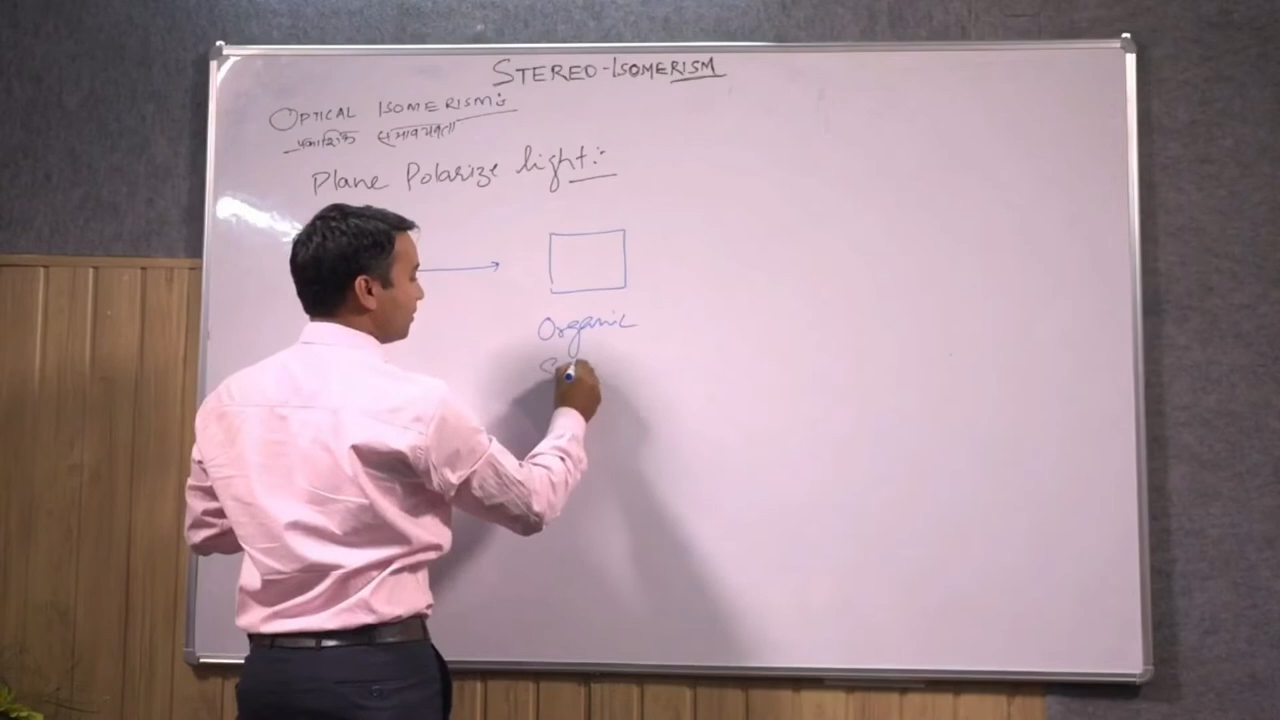 STEREO-ISOMERISM
OPTICAL ISOMERISM:
प्रकाशिक समावयवता
Plane Polarize light:-
Organic